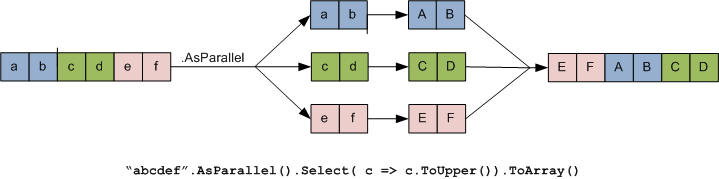 a b A B
a b c d e f .AsParallel c d C D E F A B C D
e f E F
“abcdef”.AsParallel().Select( c => c.ToUpper()).ToArray()